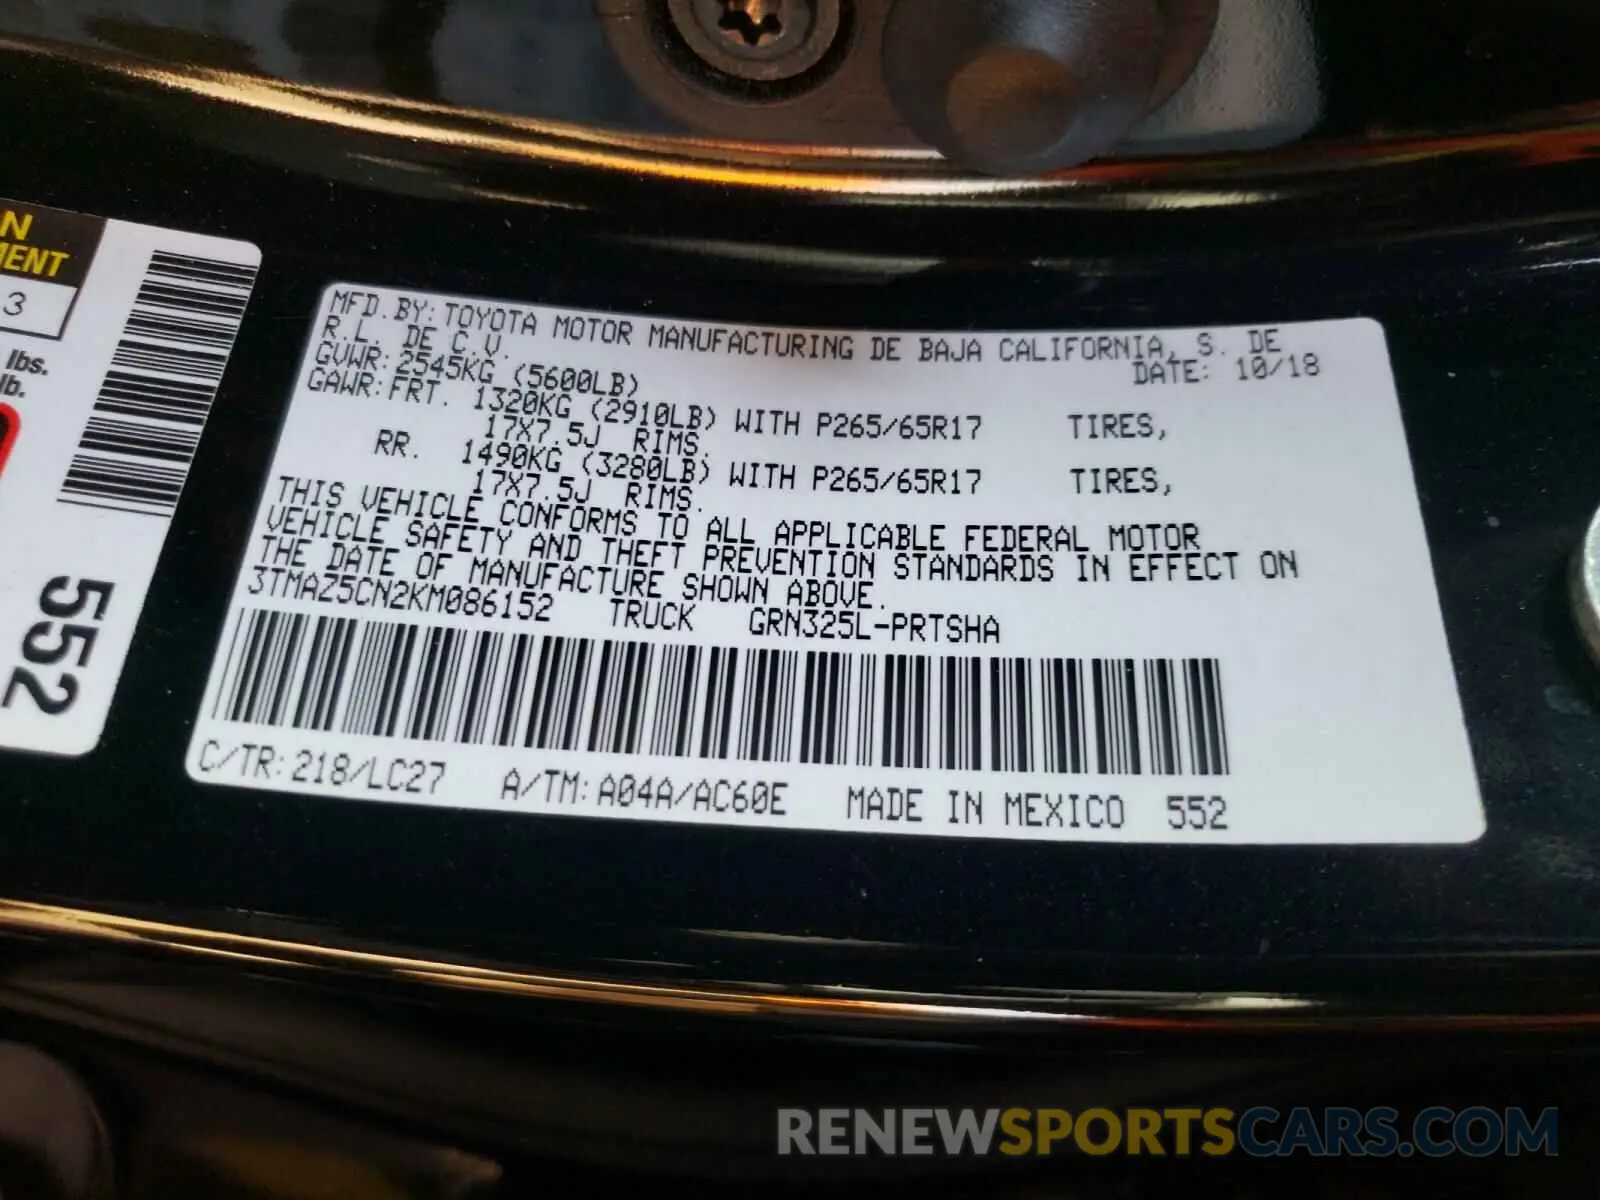 N
MENT
3
lbs.
lb.
552
MFD. BY: TOYOTA MOTOR MANUFACTURING DE BAJA CALIFORNIA, S. DE
R.L. DE C.V.
DATE: 10/18
GVWR: 2545KG (5600LB)
GAWR: FRT. 1320KG (2910LB) WITH P265/65R17 TIRES,
17X7.5J RIMS.
RR. 1490KG (3280LB) WITH P265/65R17 TIRES,
17X7.5J RIMS.
THIS VEHICLE CONFORMS TO ALL APPLICABLE FEDERAL MOTOR
VEHICLE SAFETY AND THEFT PREVENTION STANDARDS IN EFFECT ON
THE DATE OF MANUFACTURE SHOWN ABOVE.
3TMAZ5CN2KM086152 TRUCK GRN325L-PRTSHA
C/TR: 218/LC27 A/TM: A04A/AC60E MADE IN MEXICO 552
RENEWSPORTSCARS.COM